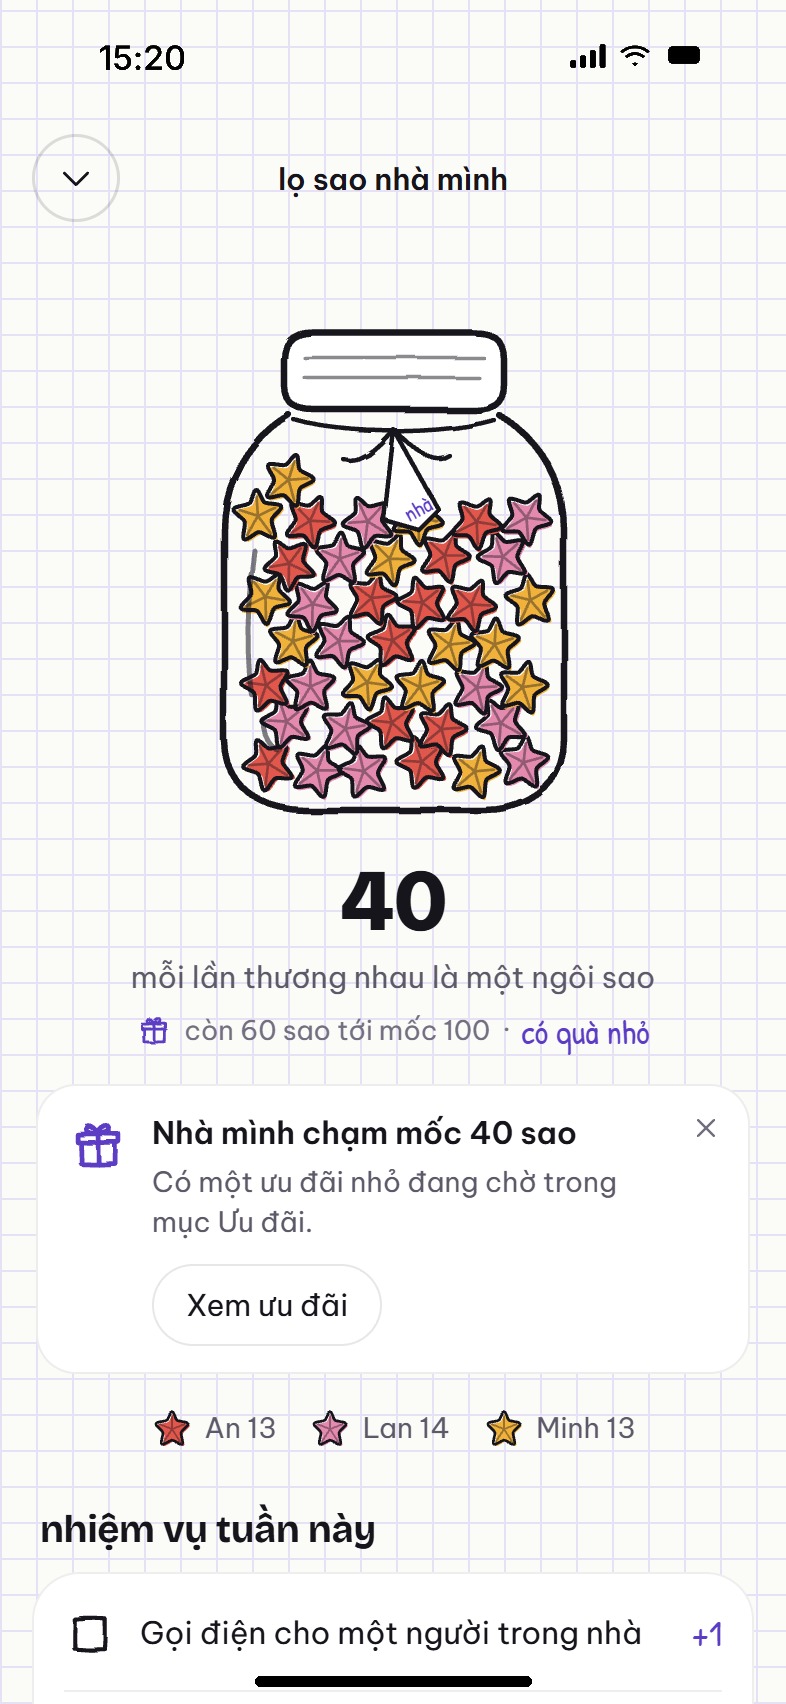 15:20
lọ sao nhà mình
nhà
40
mỗi lần thương nhau là một ngôi sao
còn 60 sao tới mốc 100 · có quà nhỏ
Nhà mình chạm mốc 40 sao
Có một ưu đãi nhỏ đang chờ trong
mục Ưu đãi.
Xem ưu đãi
An 13 Lan 14 Minh 13
nhiệm vụ tuần này
Gọi điện cho một người trong nhà +1